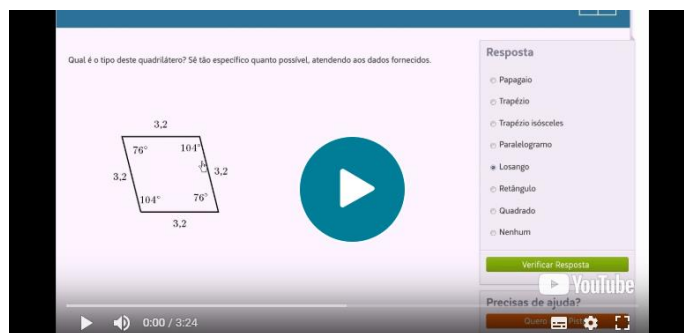 Qual é o tipo deste quadrilátero? Sê tão específico quanto possível, atendendo aos dados fornecidos.
3,2
76°
104°
3,2
3,2
104°
76°
3,2
Resposta
Papagaio
Trapézio
Trapézio isósceles
Paralelogramo
Losango
Retângulo
Quadrado
Nenhum
Verificar Resposta
YouTube
Precisas de ajuda?
Quero
0:00 / 3:24